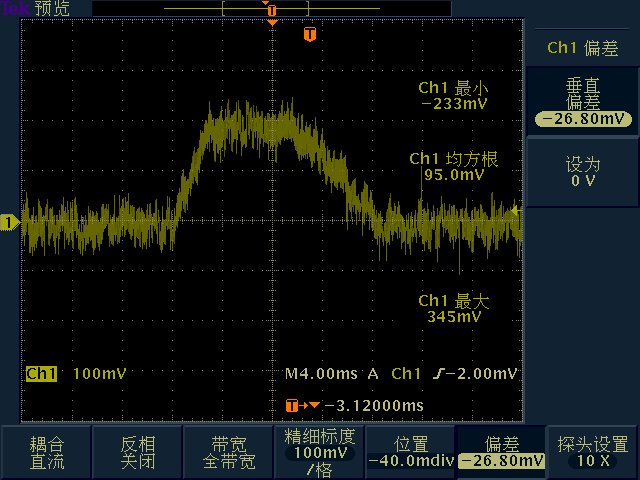 Tek 预览
T
T
Ch1 偏差
Ch1 最小
-233mV
垂直
偏差
-26.80mV
Ch1 均方根
95.0mV
设为
0 V
1
Ch1 最大
345mV
Ch1 100mV M4.00ms A Ch1 -2.00mV
T -3.12000ms
耦合
直流
反相
关闭
带宽
全带宽
精细标度
100mV
/格
位置
-40.0mdiv
偏差
-26.80mV
探头设置
10 X